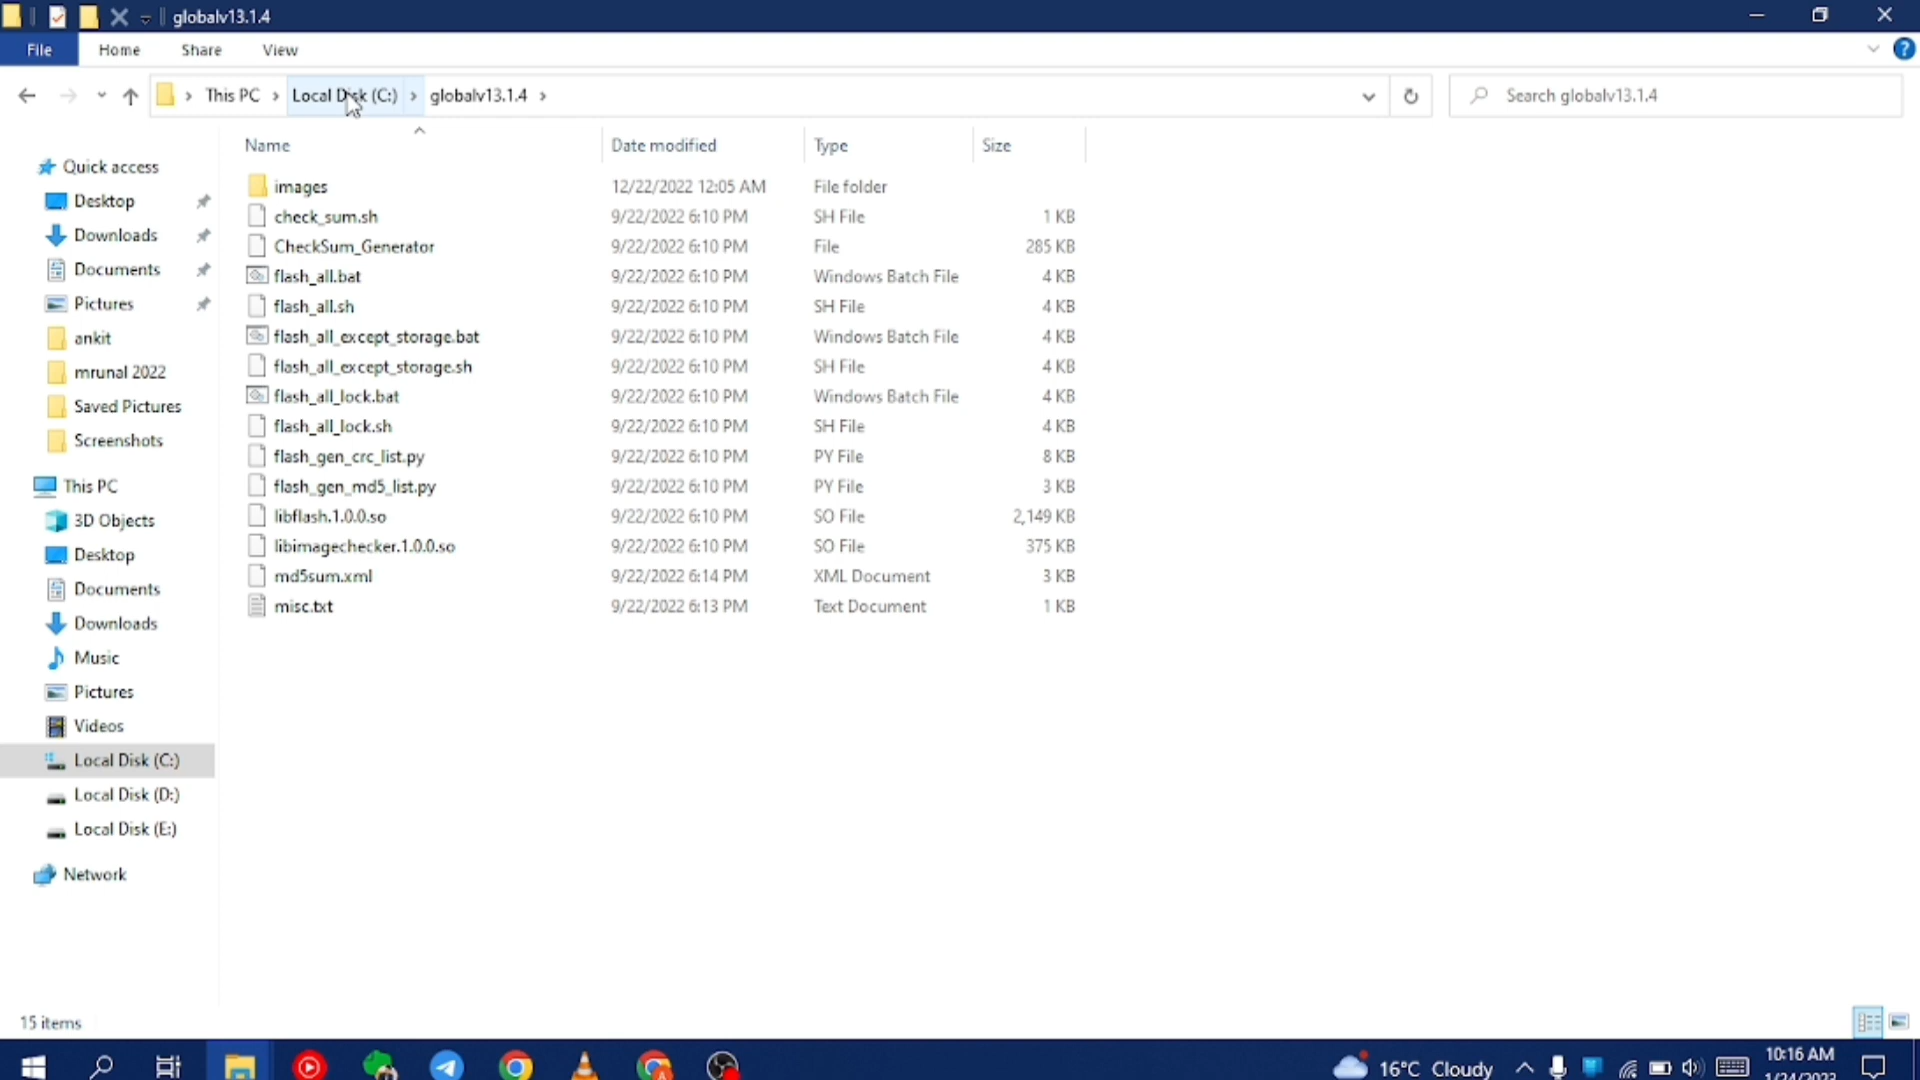 globalv13.1.4
File Home Share View
This PC Local Disk (C:) globalv13.1.4 Search globalv13.1.4
Name Date modified Type Size
Quick access
Desktop
Downloads
Documents
Pictures
ankit
mrunal 2022
Saved Pictures
Screenshots
This PC
3D Objects
Desktop
Documents
Downloads
Music
Pictures
Videos
Local Disk (C:)
Local Disk (D:)
Local Disk (E:)
Network
images 12/22/2022 12:05 AM File folder
check_sum.sh 9/22/2022 6:10 PM SH File 1 KB
CheckSum_Generator 9/22/2022 6:10 PM File 285 KB
flash_all.bat 9/22/2022 6:10 PM Windows Batch File 4 KB
flash_all.sh 9/22/2022 6:10 PM SH File 4 KB
flash_all_except_storage.bat 9/22/2022 6:10 PM Windows Batch File 4 KB
flash_all_except_storage.sh 9/22/2022 6:10 PM SH File 4 KB
flash_all_lock.bat 9/22/2022 6:10 PM Windows Batch File 4 KB
flash_all_lock.sh 9/22/2022 6:10 PM SH File 4 KB
flash_gen_crc_list.py 9/22/2022 6:10 PM PY File 8 KB
flash_gen_md5_list.py 9/22/2022 6:10 PM PY File 3 KB
libflash.1.0.0.so 9/22/2022 6:10 PM SO File 2,149 KB
libimagechecker.1.0.0.so 9/22/2022 6:10 PM SO File 375 KB
md5sum.xml 9/22/2022 6:14 PM XML Document 3 KB
misc.txt 9/22/2022 6:13 PM Text Document 1 KB
15 items
16°C Cloudy 10:16 AM
1/24/2023